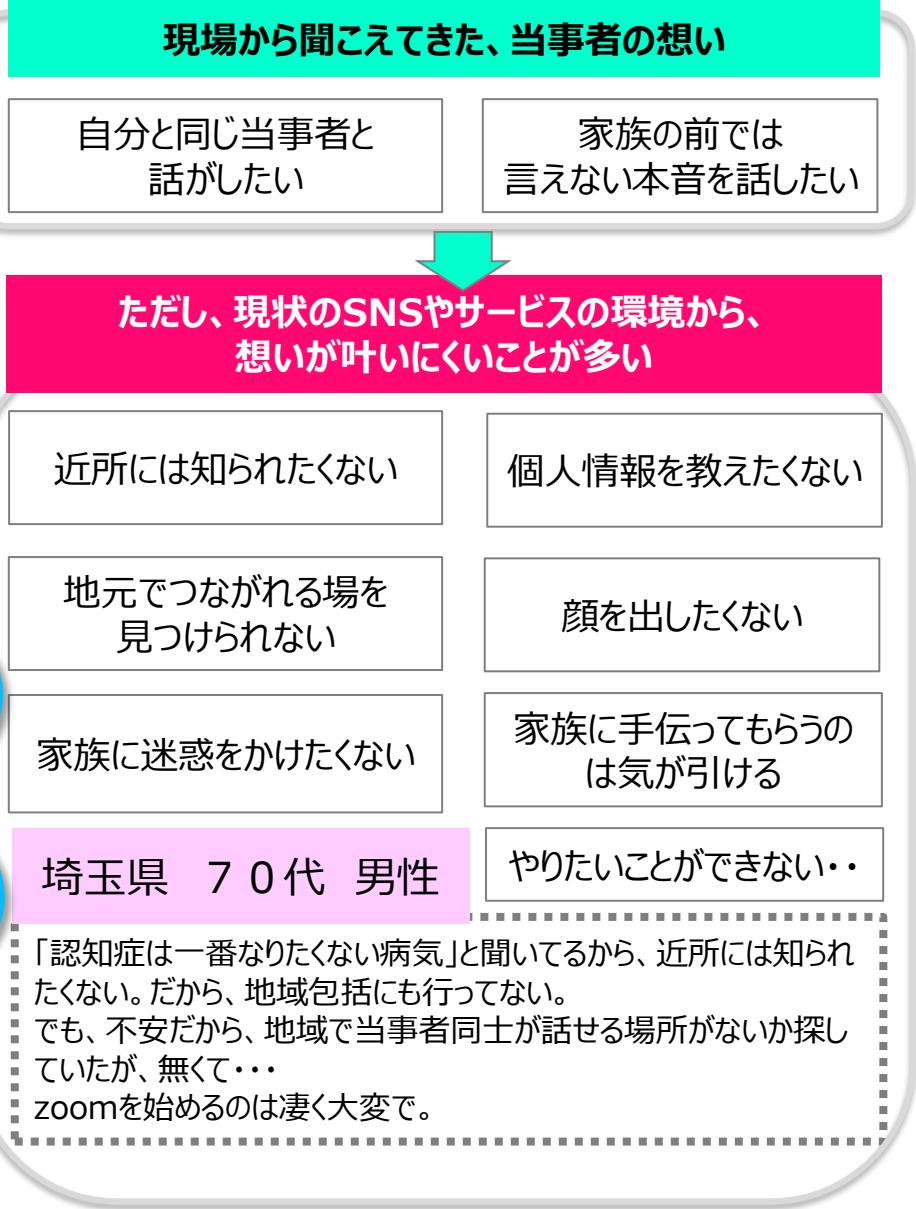 現場から聞こえてきた、当事者の想い
自分と同じ当事者と
話がしたい
家族の前では
言えない本音を話したい
ただし、現状のSNSやサービスの環境から、
想いが叶いにくいことが多い
近所には知られたくない
個人情報を教えたくない
地元でつながれる場を
見つけられない
顔を出したくない
家族に迷惑をかけたくない
家族に手伝ってもらうの
は気が引ける
埼玉県　７０代　男性
やりたいことができない・・
「認知症は一番なりたくない病気」と聞いてるから、近所には知られ
たくない。だから、地域包括にも行ってない。
でも、不安だから、地域で当事者同士が話せる場所がないか探し
ていたが、無くて・・・
zoomを始めるのは凄く大変で。